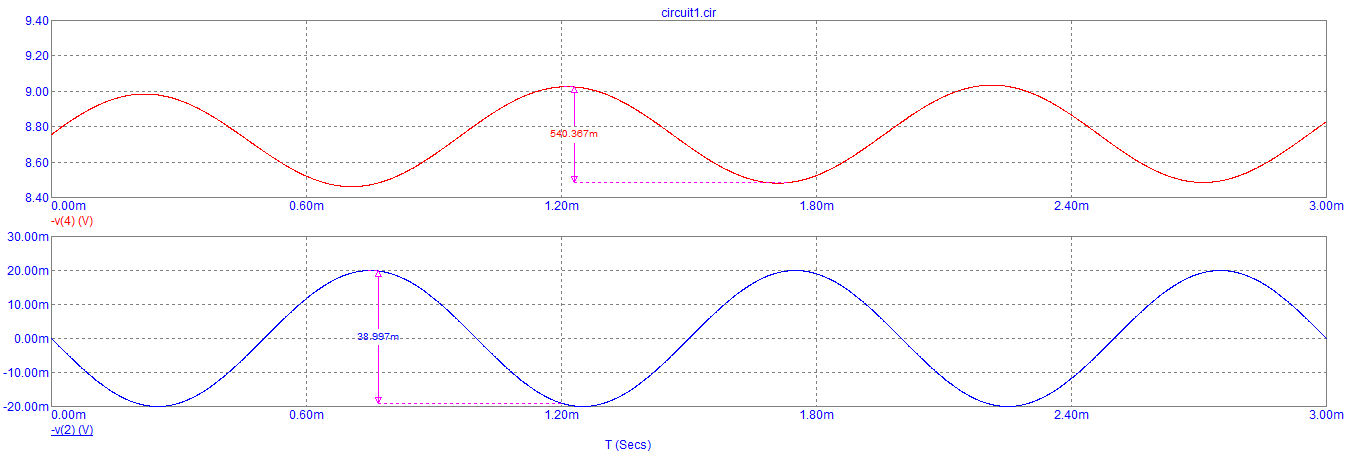 circuit1.cir
9.40
9.20
9.00
8.80
8.60
8.40
540.367m
0.00m 0.60m 1.20m 1.80m 2.40m 3.00m
-v(4) (V)
30.00m
20.00m
10.00m
0.00m
-10.00m
-20.00m
38.997m
0.00m 0.60m 1.20m 1.80m 2.40m 3.00m
-v(2) (V)
T (Secs)